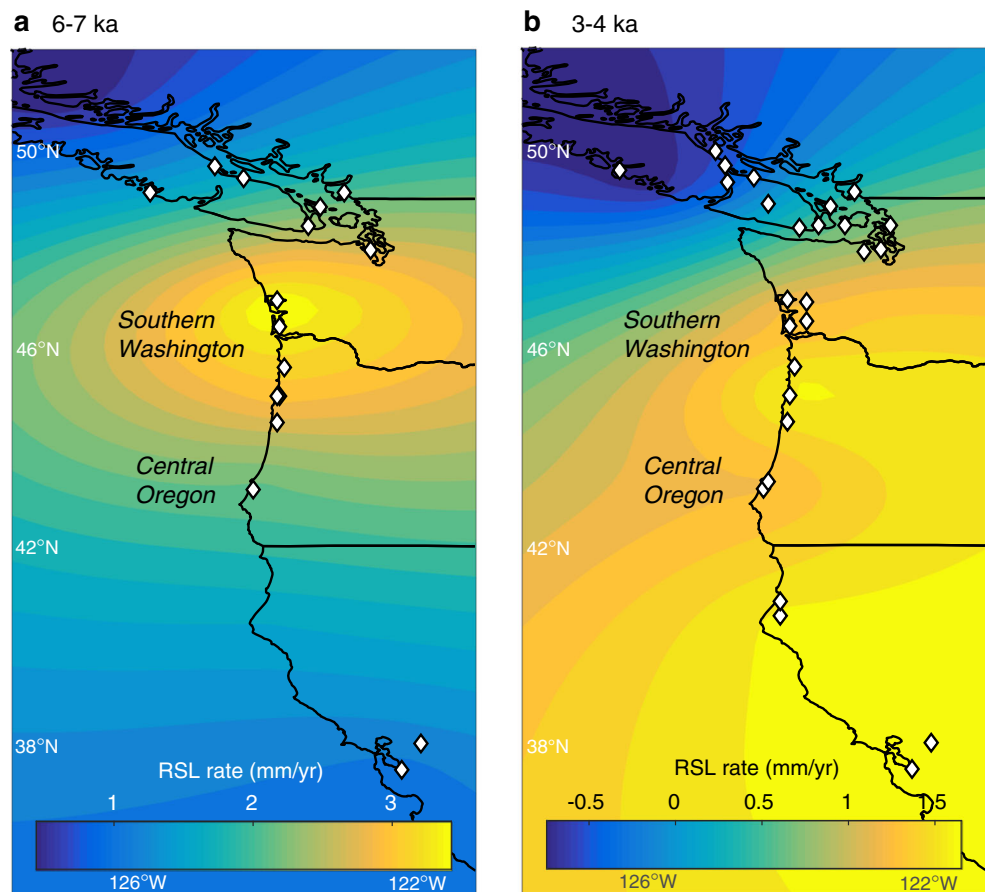 a 6-7 ka
50°N
Southern
Washington
46°N
Central
Oregon
42°N
38°N
RSL rate (mm/yr)
1 2 3
126°W 122°W
b 3-4 ka
50°N
Southern
Washington
46°N
Central
Oregon
42°N
38°N
RSL rate (mm/yr)
-0.5 0 0.5 1 1.5
126°W 122°W